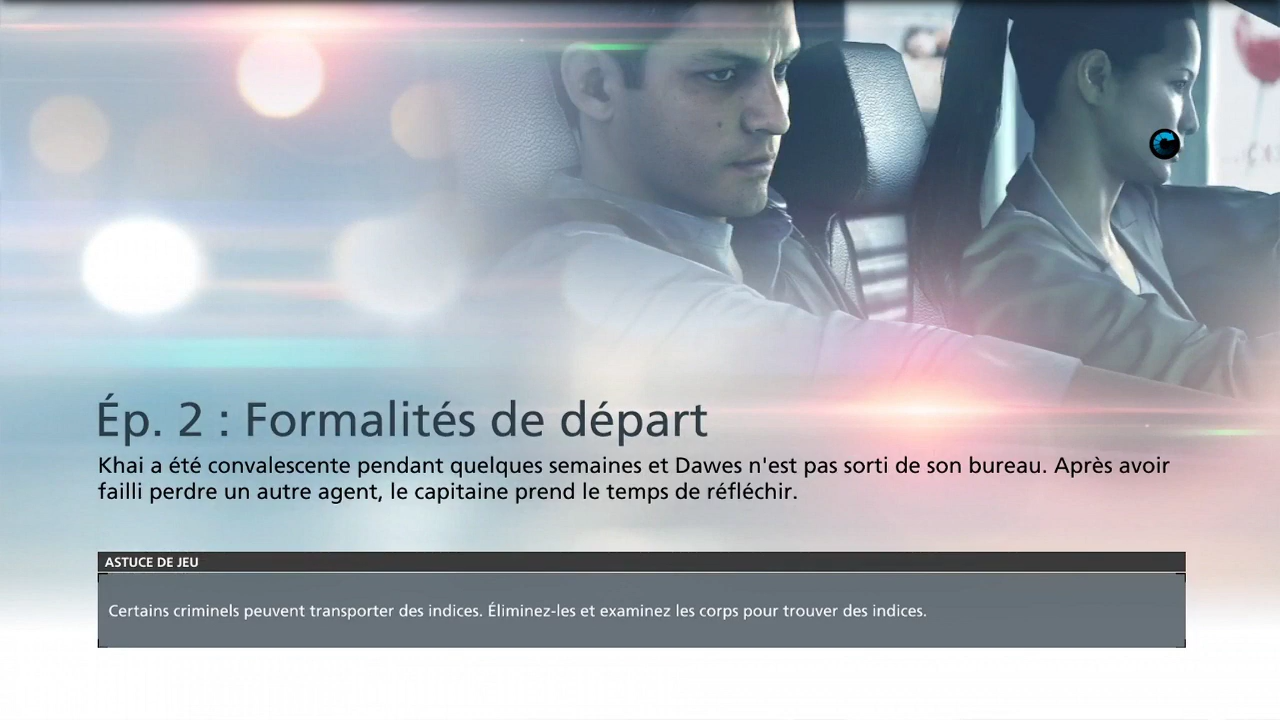 Ép. 2 : Formalités de départ
Khai a été convalescente pendant quelques semaines et Dawes n'est pas sorti de son bureau. Après avoir
failli perdre un autre agent, le capitaine prend le temps de réfléchir.
ASTUCE DE JEU
Certains criminels peuvent transporter des indices. Éliminez-les et examinez les corps pour trouver des indices.